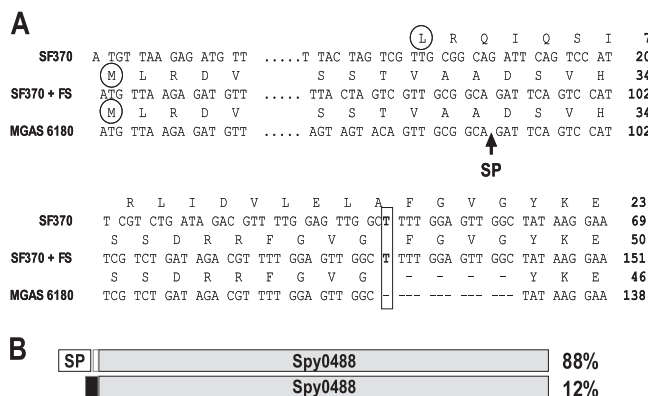 A
L R Q I Q S I 7
SF370 A TGT TAA GAG ATG TT .....T TAC TAG TCG TTG CGG CAG ATT CAG TCC AT 20
M L R D V S S T V A A D S V H 34
SF370 + FS ATG TTA AGA GAT GTT ..... TTA CTA GTC GTT GCG GCA GAT TCA GTC CAT 102
M L R D V S S T V A A D S V H 34
MGAS 6180 ATG TTA AGA GAT GTT ..... AGT AGT ACA GTT GCG GCA GAT TCA GTC CAT 102
SP
R L I D V L E L A F G V G Y K E 23
SF370 T CGT CTG ATA GAC GTT TTG GAG TTG GCT TTT GGA GTT GGC TAT AAG GAA 69
S S D R R F G V G F G V G Y K E 50
SF370 + FS TCG TCT GAT AGA CGT TTT GGA GTT GGC T TTT GGA GTT GGC TAT AAG GAA 151
S S D R R F G V G - - - - Y K E 46
MGAS 6180 TCG TCT GAT AGA CGT TTT GGA GTT GGC - --- --- --- --- TAT AAG GAA 138
B
SP Spy0488 88%
Spy0488 12%